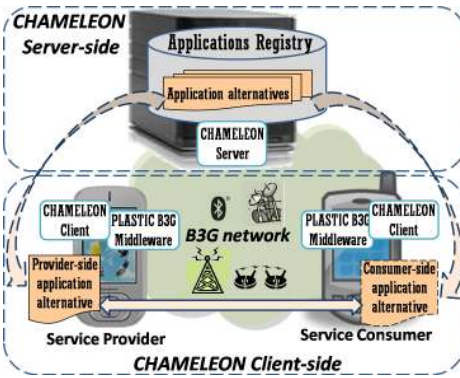 CHAMELEON
Server-side
Applications Registry
Application alternatives
CHAMELEON
Server
CHAMELEON
Client
PLASTIC B3G
Middleware
B3G network
PLASTIC B3G
Middleware
CHAMELEON
Client
Provider-side
application
alternative
Consumer-side
application
alternative
Service Provider
Service Consumer
CHAMELEON Client-side